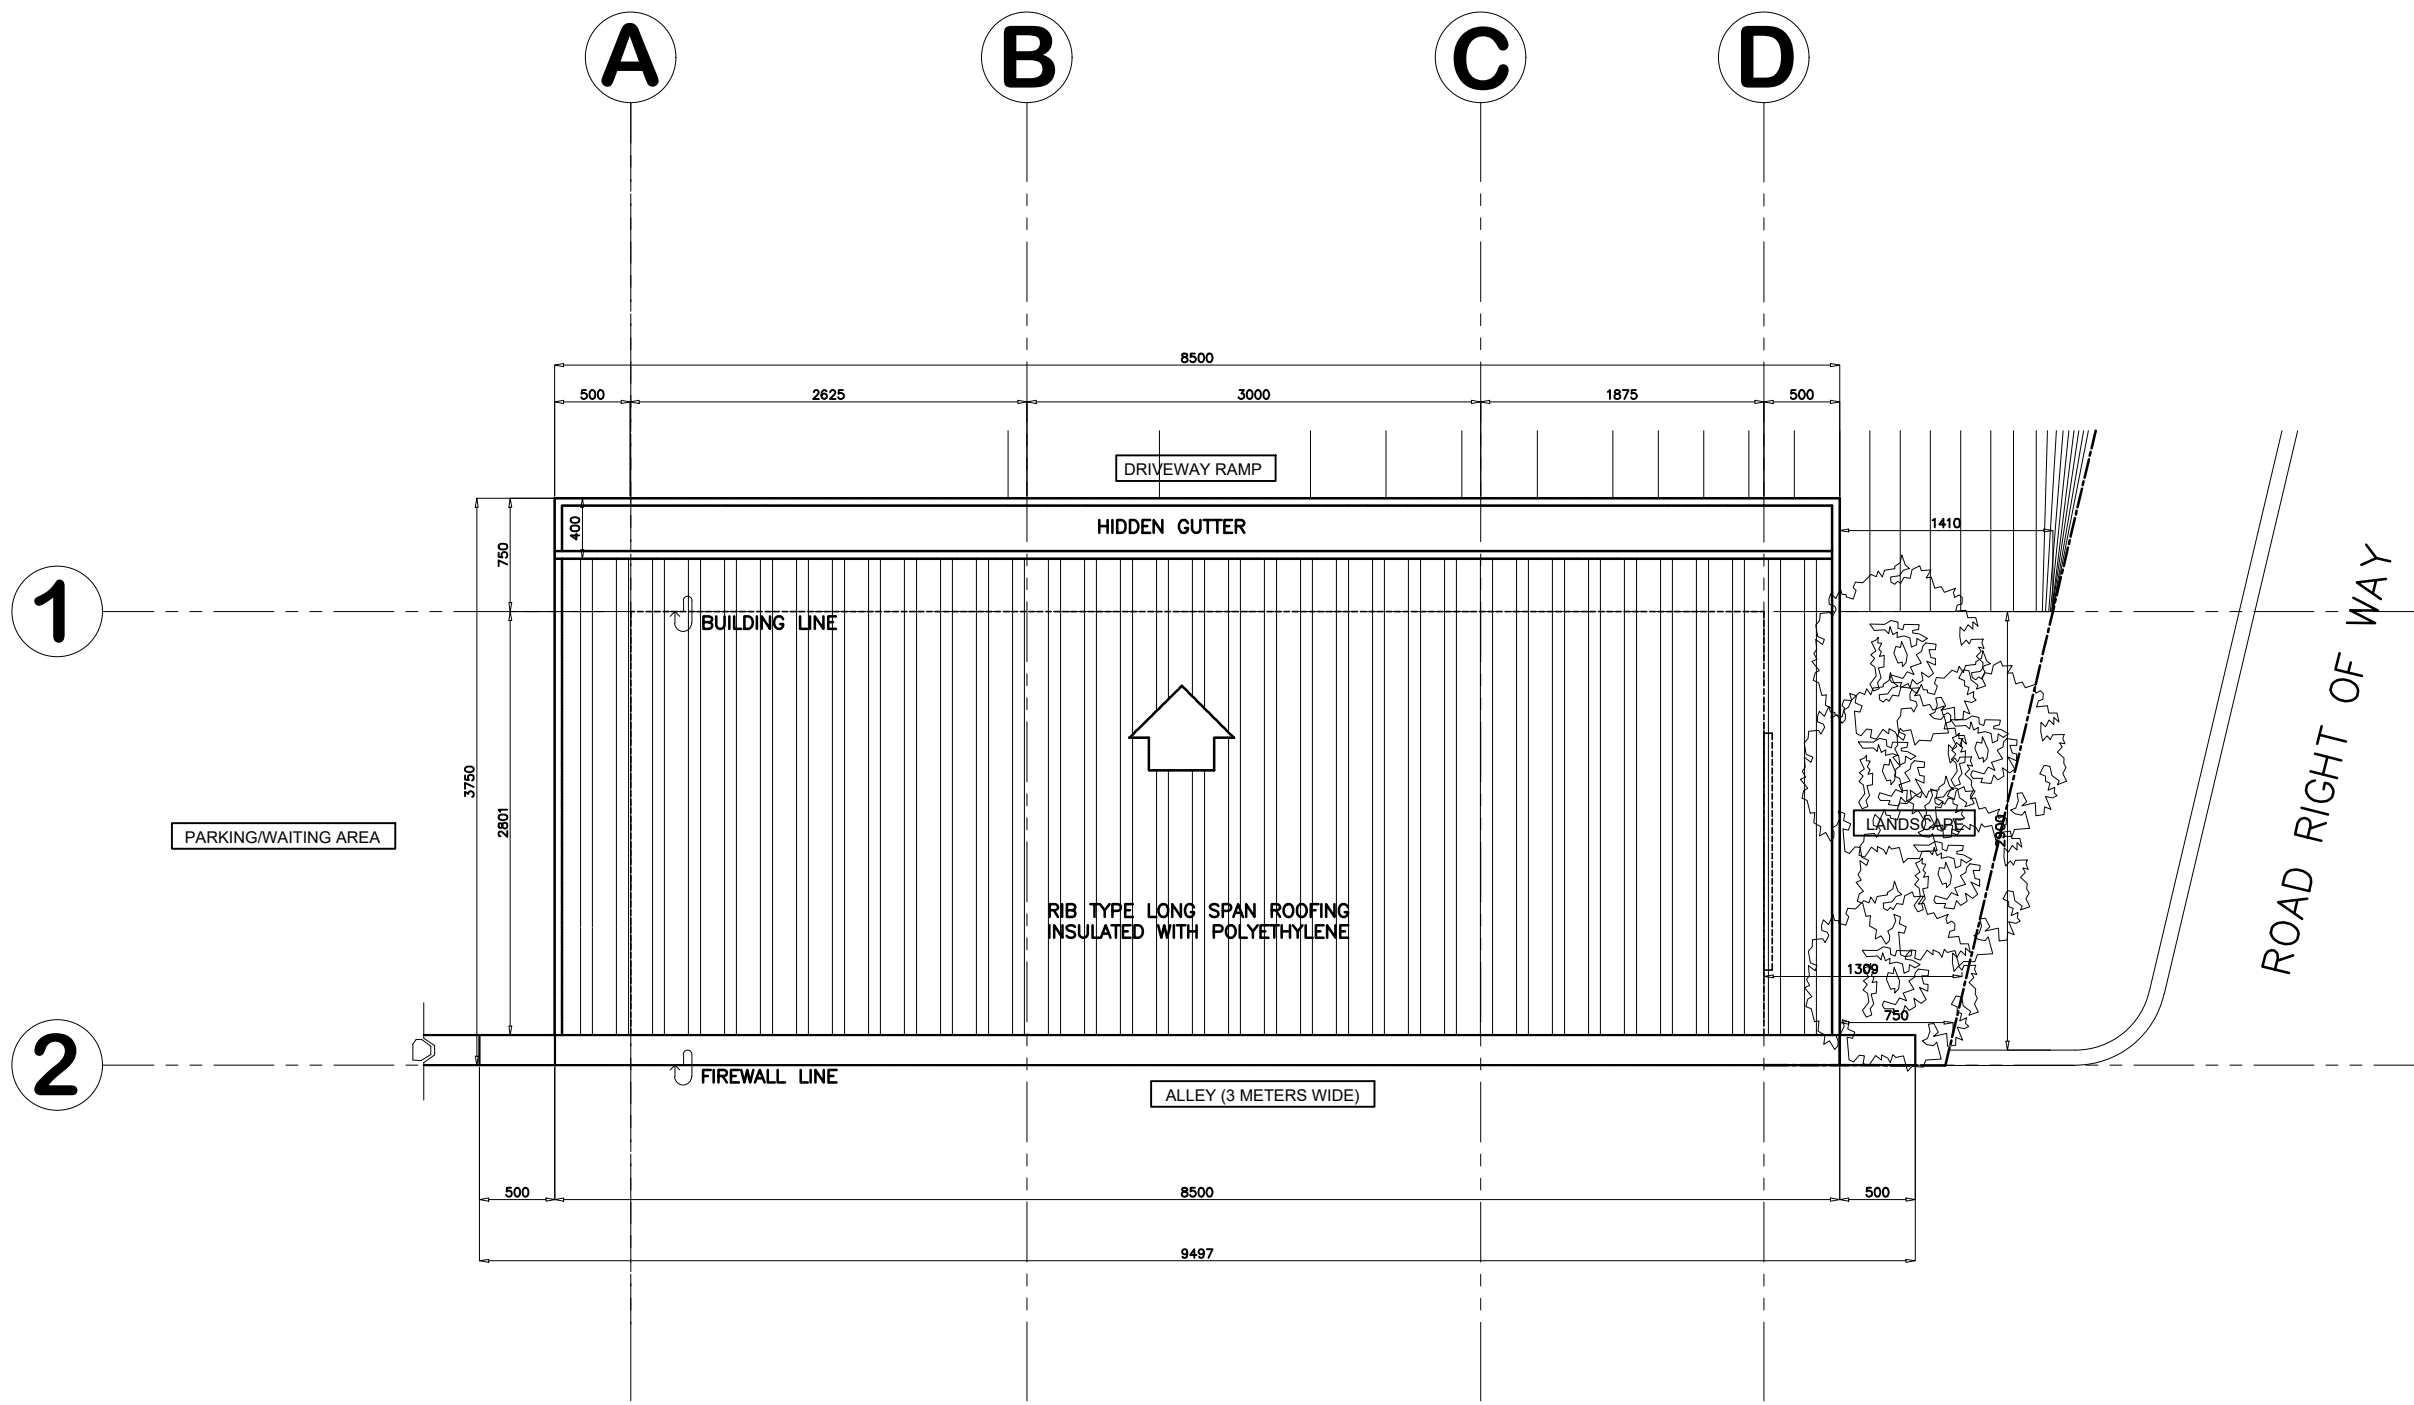 A B C D
8500
500 2625 3000 1875 500
DRIVEWAY RAMP
HIDDEN GUTTER
400
750
1410
1
BUILDING LINE
3750
2801
PARKING/WAITING AREA
LANDSCAPE
2900
ROAD RIGHT OF WAY
RIB TYPE LONG SPAN ROOFING
INSULATED WITH POLYETHYLENE
1309
750
2
FIREWALL LINE
ALLEY (3 METERS WIDE)
500 8500 500
9497